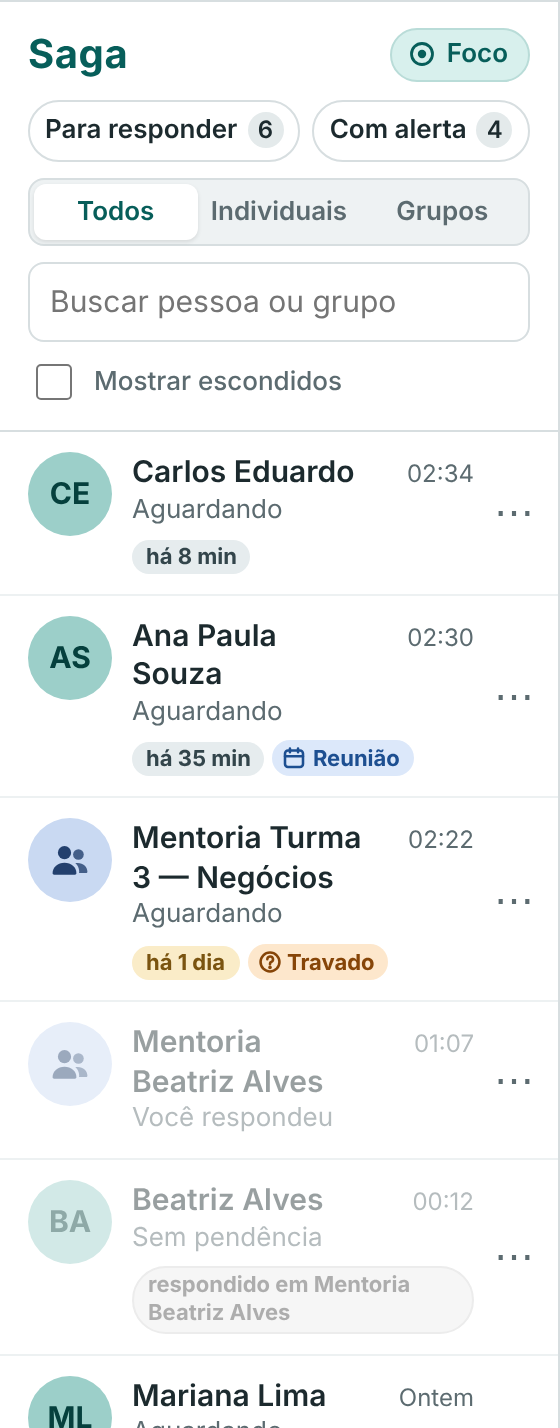 Saga
Foco
Para responder 6
Com alerta 4
Todos
Individuais
Grupos
Buscar pessoa ou grupo
Mostrar escondidos
CE
Carlos Eduardo
02:34
Aguardando
há 8 min
...
AS
Ana Paula
Souza
02:30
Aguardando
há 35 min
Reunião
...
Mentoria Turma
3 — Negócios
02:22
Aguardando
há 1 dia
Travado
...
Mentoria
Beatriz Alves
01:07
Você respondeu
...
BA
Beatriz Alves
00:12
Sem pendência
respondido em Mentoria
Beatriz Alves
...
ML
Mariana Lima
Ontem
Aguardando